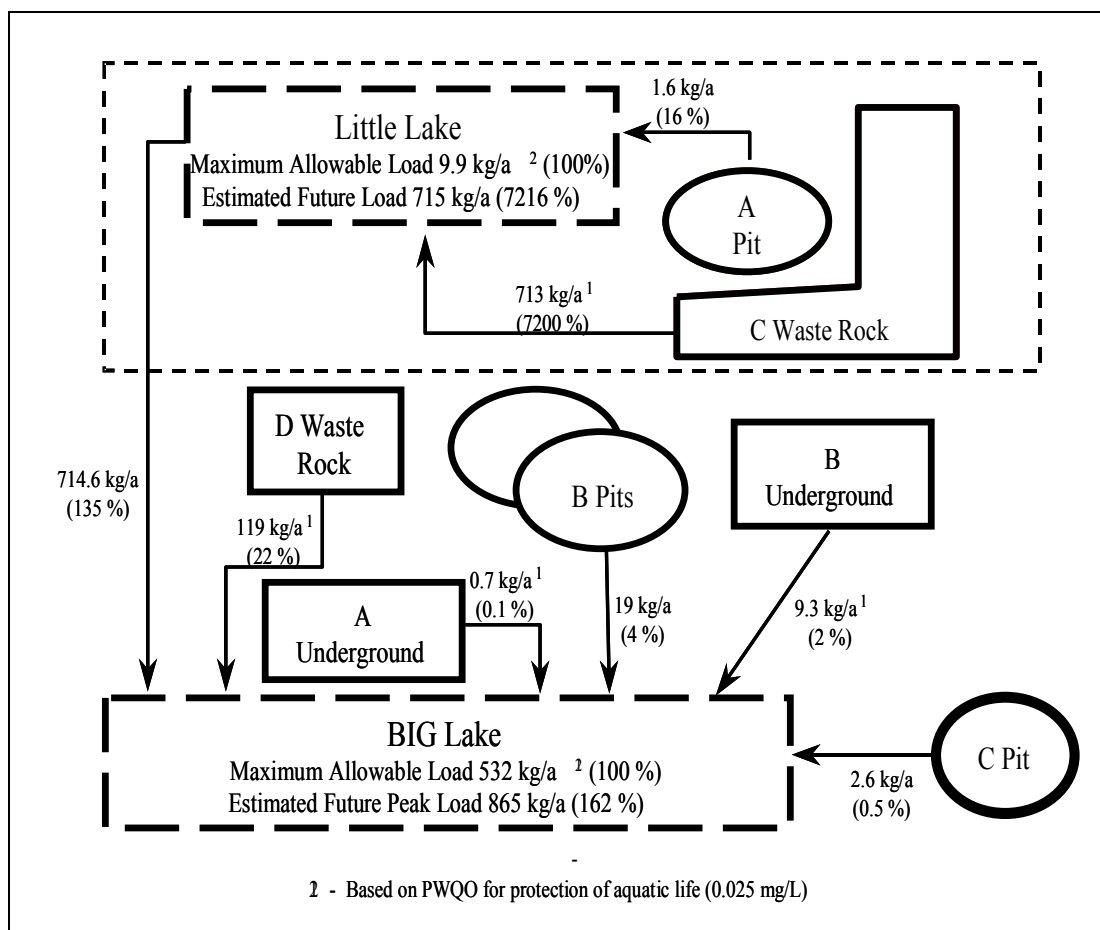 1.6 kg/a
(16 %)
Little Lake
Maximum Allowable Load 9.9 kg/a ² (100%)
Estimated Future Load 715 kg/a (7216 %)
A
Pit
713 kg/a ¹
(7200 %)
C Waste Rock
D Waste
Rock
B Pits
B
Underground
714.6 kg/a
(135 %)
119 kg/a ¹
(22 %)
0.7 kg/a ¹
(0.1 %)
A
Underground
19 kg/a
(4 %)
9.3 kg/a ¹
(2 %)
BIG Lake
Maximum Allowable Load 532 kg/a ² (100 %)
Estimated Future Peak Load 865 kg/a (162 %)
C Pit
2.6 kg/a
(0.5 %)
-
2 - Based on PWQO for protection of aquatic life (0.025 mg/L)